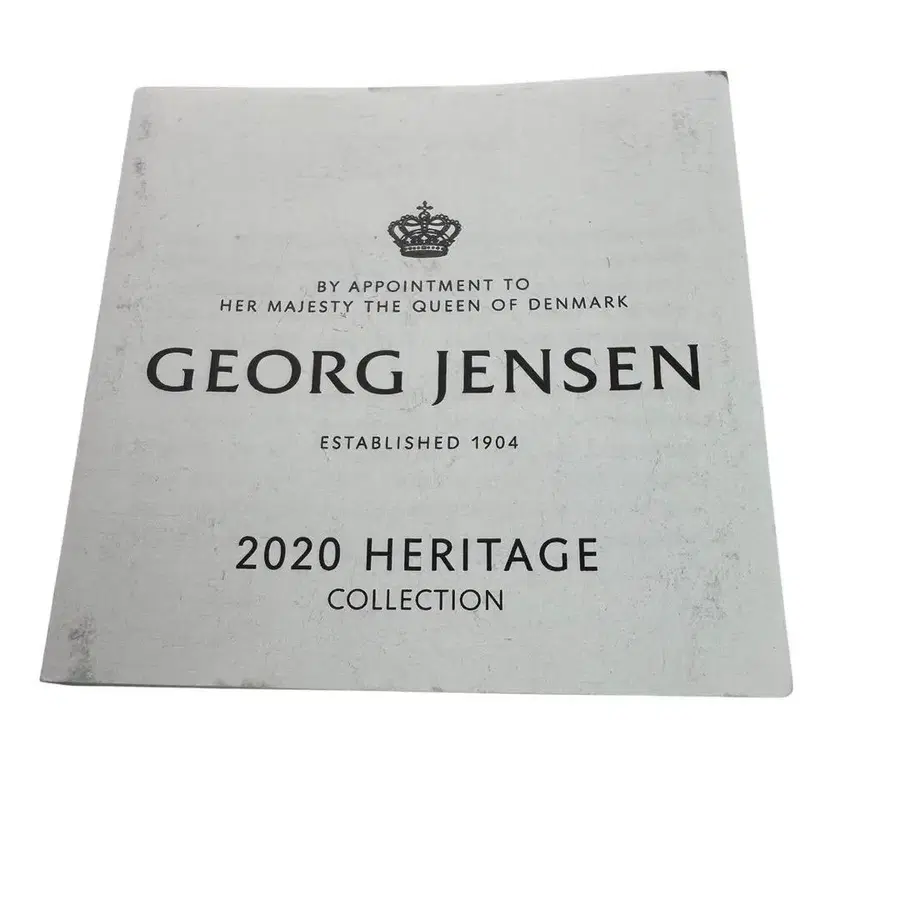 BY APPOINTMENT TO
HER MAJESTY THE QUEEN OF DENMARK
GEORG JENSEN
ESTABLISHED 1904
2020 HERITAGE
COLLECTION